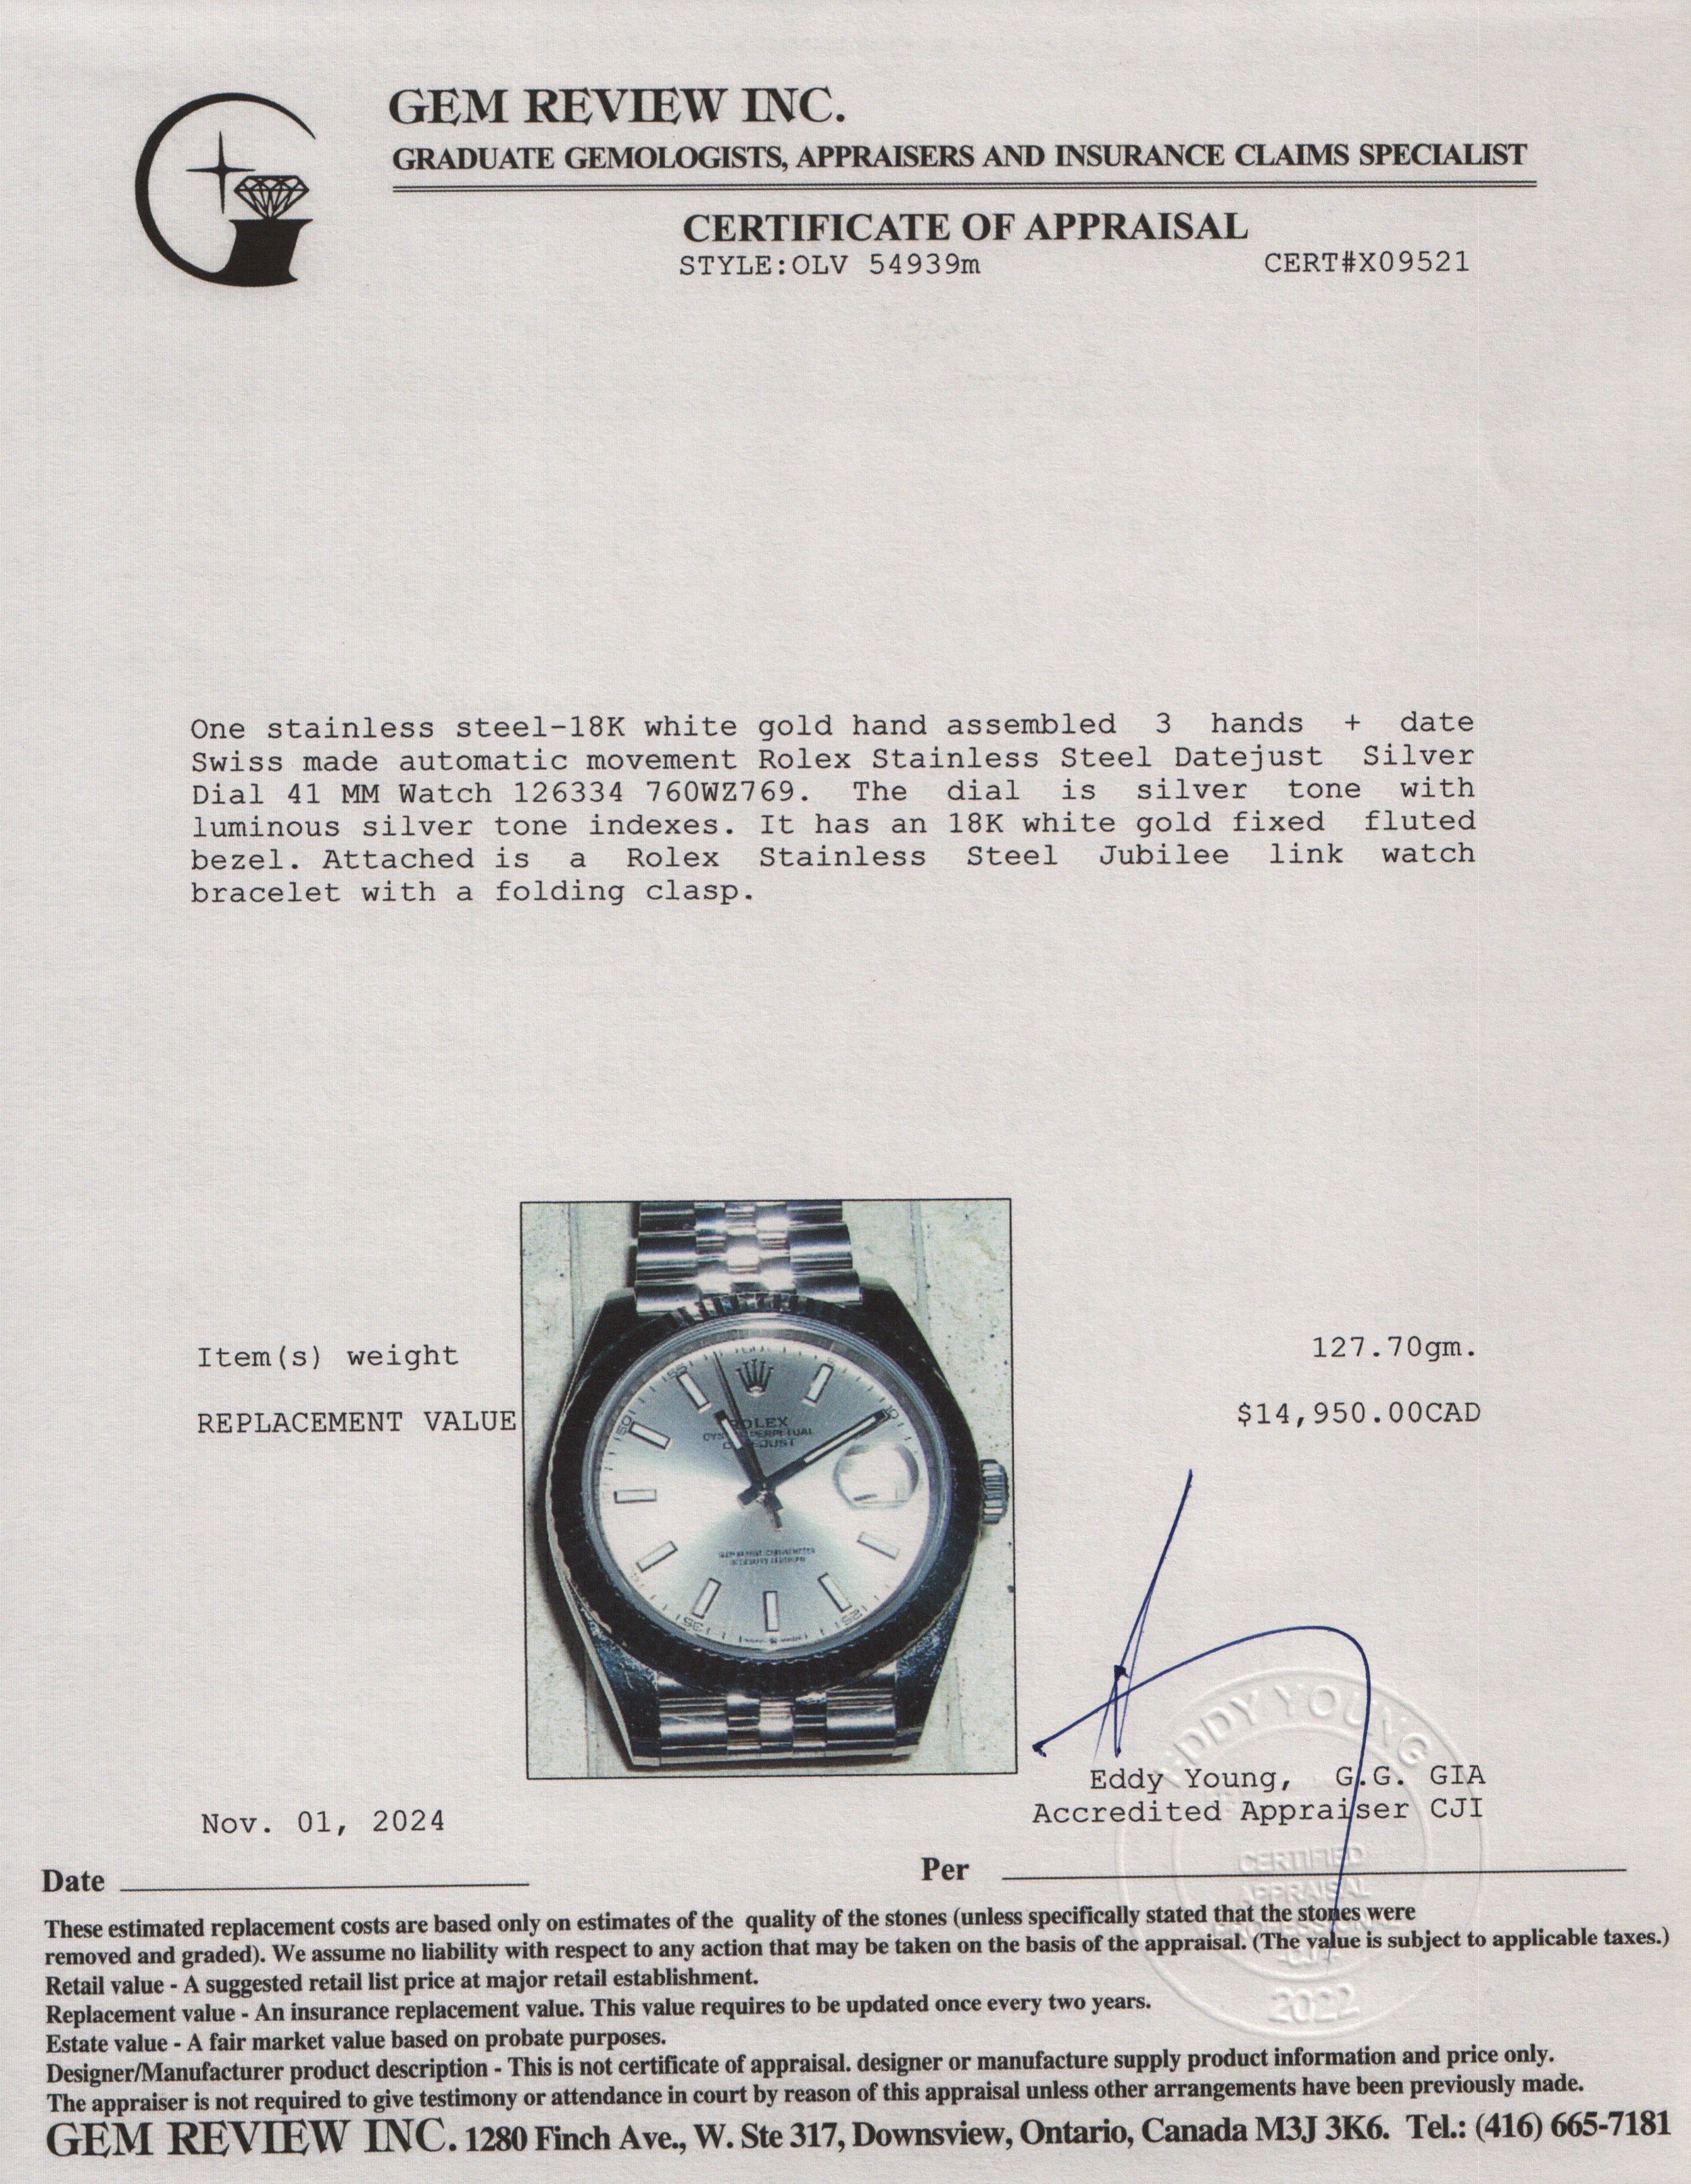 GEM REVIEW INC.
GRADUATE GEMOLOGISTS, APPRAISERS AND INSURANCE CLAIMS SPECIALIST
CERTIFICATE OF APPRAISAL
STYLE:OLV 54939m
CERT#X09521
One stainless steel-18K white gold hand assembled 3 hands + date
Swiss made automatic movement Rolex Stainless Steel Datejust Silver
Dial 41 MM Watch 126334 760WZ769. The dial is silver tone with
luminous silver tone indexes. It has an 18K white gold fixed fluted
bezel. Attached is a Rolex Stainless Steel Jubilee link watch
bracelet with a folding clasp.
Item(s) weight 127.70gm.
REPLACEMENT VALUE $14,950.00CAD
ROLEX
PERPETUAL
50
10
35
25
EDDY YOUNG
Eddy Young, G.G. GIA
Accredited Appraiser CJI
Nov. 01, 2024
CERTIFIED
APPRAISAL
2022
Date
Per
These estimated replacement costs are based only on estimates of the quality of the stones (unless specifically stated that the stones were
removed and graded). We assume no liability with respect to any action that may be taken on the basis of the appraisal. (The value is subject to applicable taxes.)
Retail value - A suggested retail list price at major retail establishment.
Replacement value - An insurance replacement value. This value requires to be updated once every two years.
Estate value - A fair market value based on probate purposes.
Designer/Manufacturer product description - This is not certificate of appraisal. designer or manufacture supply product information and price only.
The appraiser is not required to give testimony or attendance in court by reason of this appraisal unless other arrangements have been previously made.
GEM REVIEW INC. 1280 Finch Ave., W. Ste 317, Downsview, Ontario, Canada M3J 3K6. Tel.: (416) 665-7181